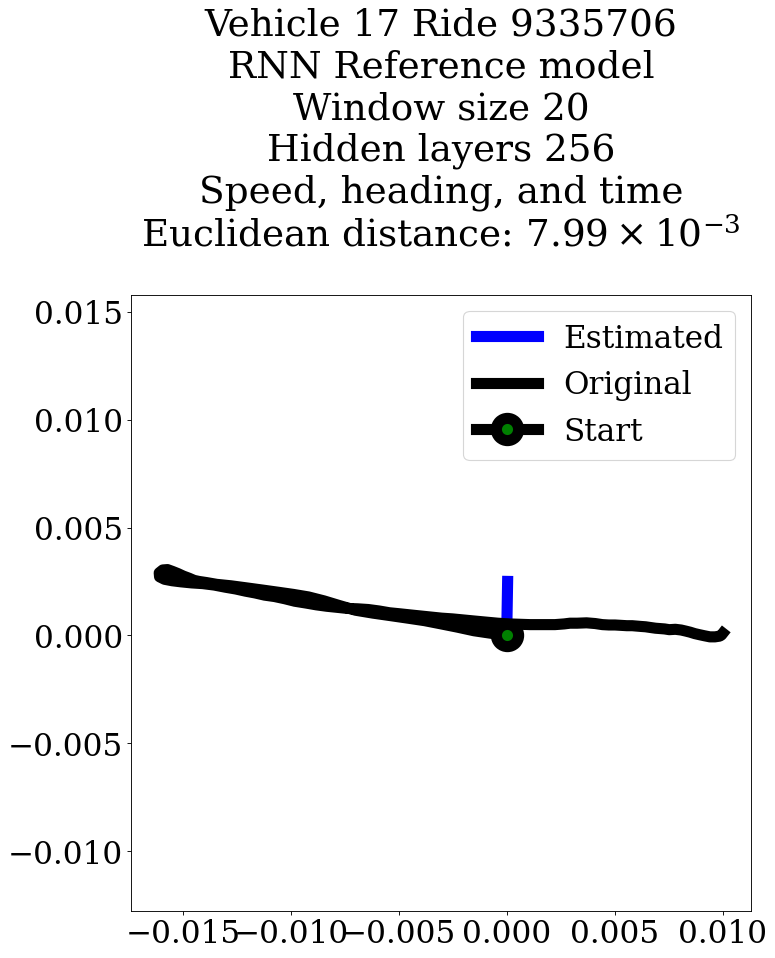 Vehicle 17 Ride 9335706
RNN Reference model
Window size 20
Hidden layers 256
Speed, heading, and time
Euclidean distance: 7.99 × 10⁻³
Estimated
Original
Start
0.015
0.010
0.005
0.000
−0.005
−0.010
−0.015 −0.010 −0.005 0.000 0.005 0.010